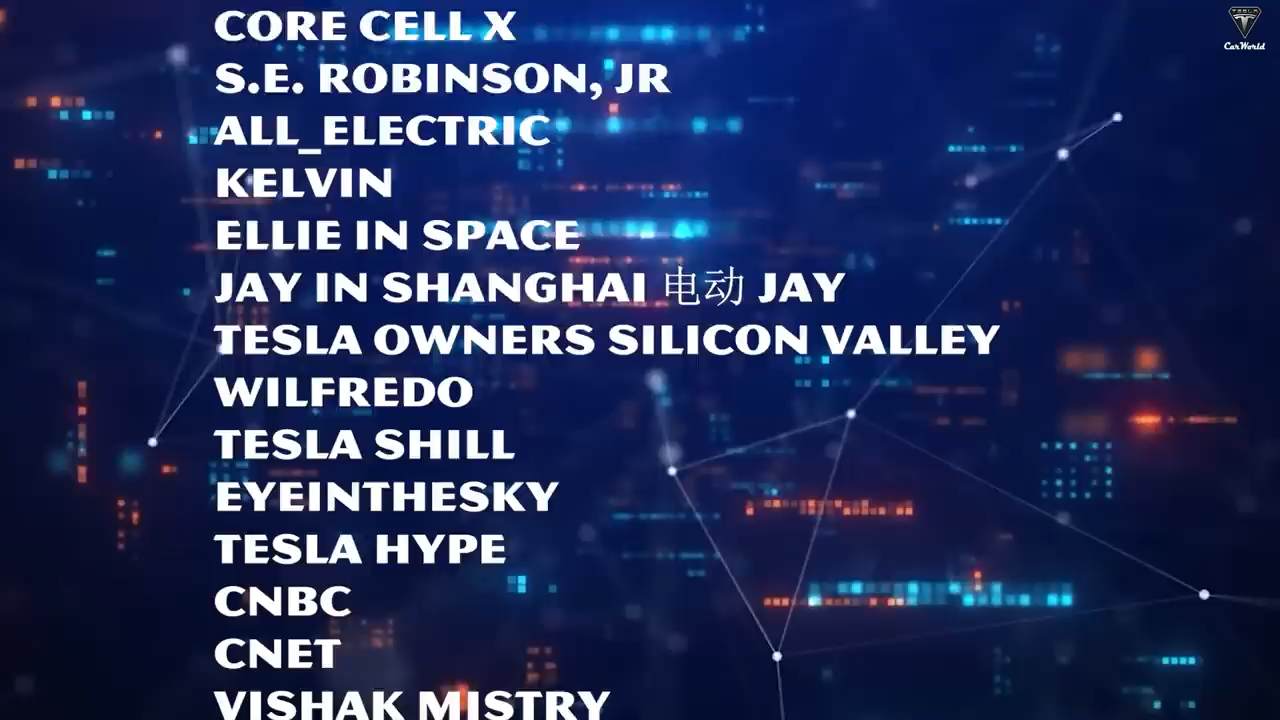 CORE CELL X
S.E. ROBINSON, JR
ALL_ELECTRIC
KELVIN
ELLIE IN SPACE
JAY IN SHANGHAI 电动 JAY
TESLA OWNERS SILICON VALLEY
WILFREDO
TESLA SHILL
EYEINTHESKY
TESLA HYPE
CNBC
CNET
VISHAK MISTRY
TESLA
CarWorld